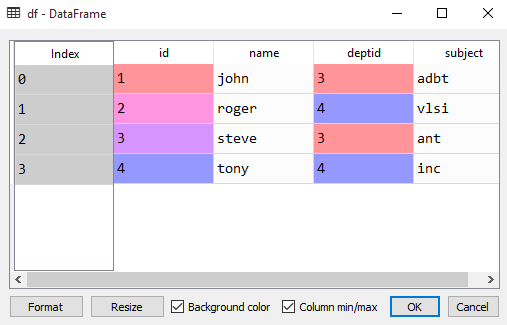 df - DataFrame
Index id name deptid subject
0 1 john 3 adbt
1 2 roger 4 vlsi
2 3 steve 3 ant
3 4 tony 4 inc
Format Resize Background color Column min/max OK Cancel